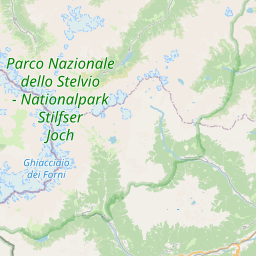 Parco Nazionale
dello Stelvio
- Nationalpark
Stilfser
Joch
Ghiacciaio
dei Forni